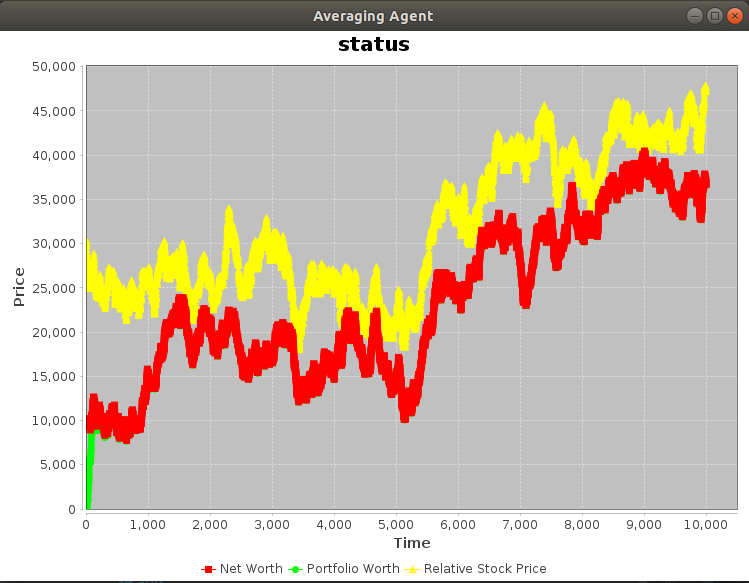 Averaging Agent
status
50,000
45,000
40,000
35,000
30,000
25,000
20,000
15,000
10,000
5,000
0
Price
0 1,000 2,000 3,000 4,000 5,000 6,000 7,000 8,000 9,000 10,000
Time
Net Worth Portfolio Worth Relative Stock Price